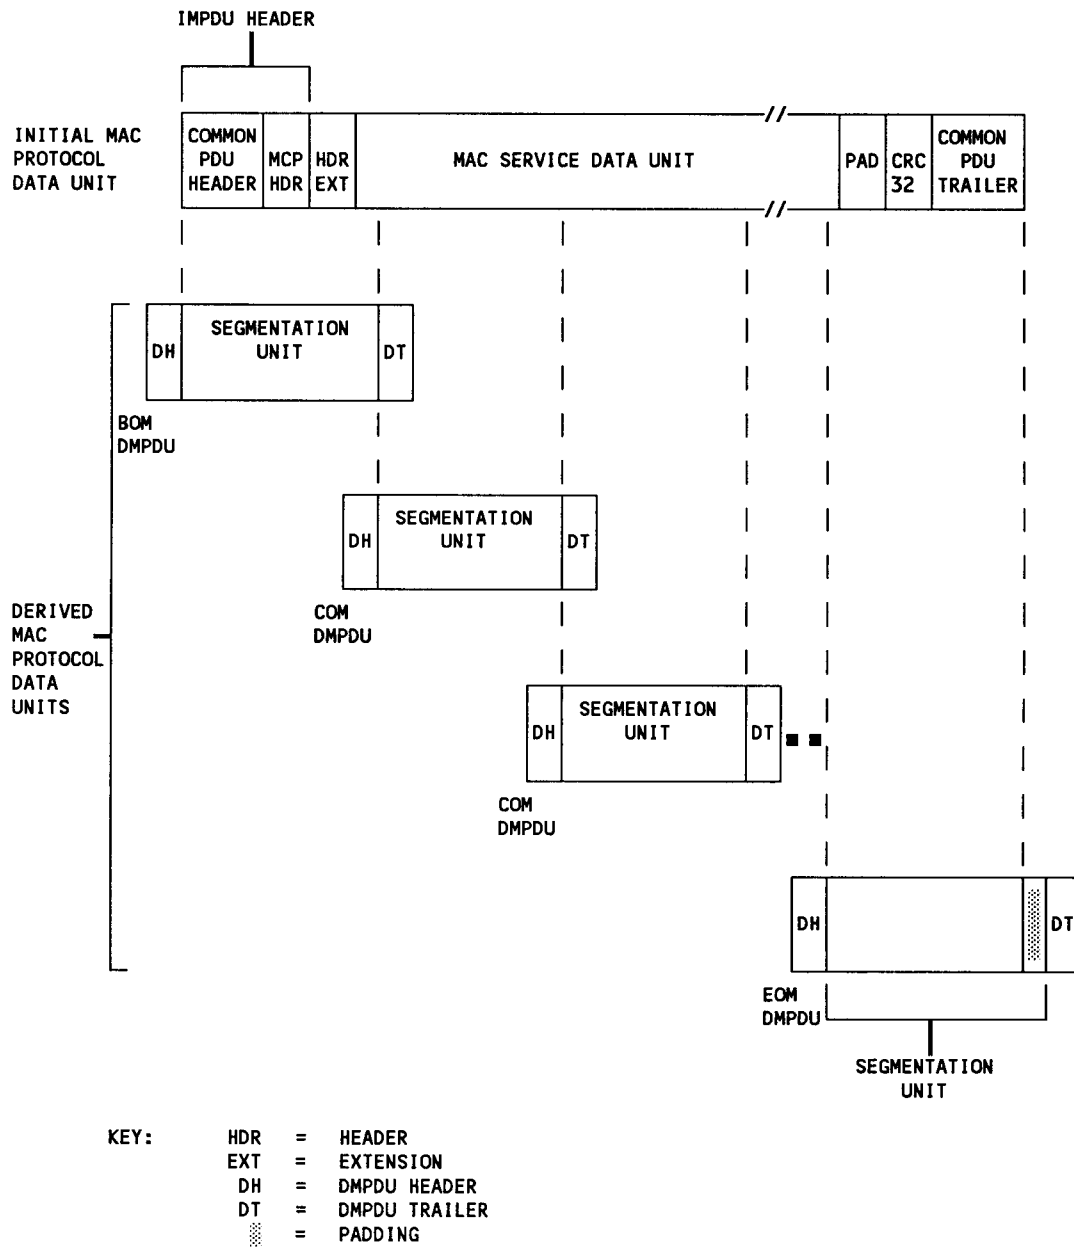 IMPDU HEADER
INITIAL MAC
PROTOCOL
DATA UNIT
COMMON
PDU
HEADER
MCP
HDR
HDR
EXT
MAC SERVICE DATA UNIT
PAD
CRC
32
COMMON
PDU
TRAILER
DH
SEGMENTATION
UNIT
DT
BOM
DMPDU
DH
SEGMENTATION
UNIT
DT
COM
DMPDU
DERIVED
MAC
PROTOCOL
DATA
UNITS
DH
SEGMENTATION
UNIT
DT
COM
DMPDU
DH
DT
EOM
DMPDU
SEGMENTATION
UNIT
KEY:
HDR = HEADER
EXT = EXTENSION
DH = DMPDU HEADER
DT = DMPDU TRAILER
= PADDING